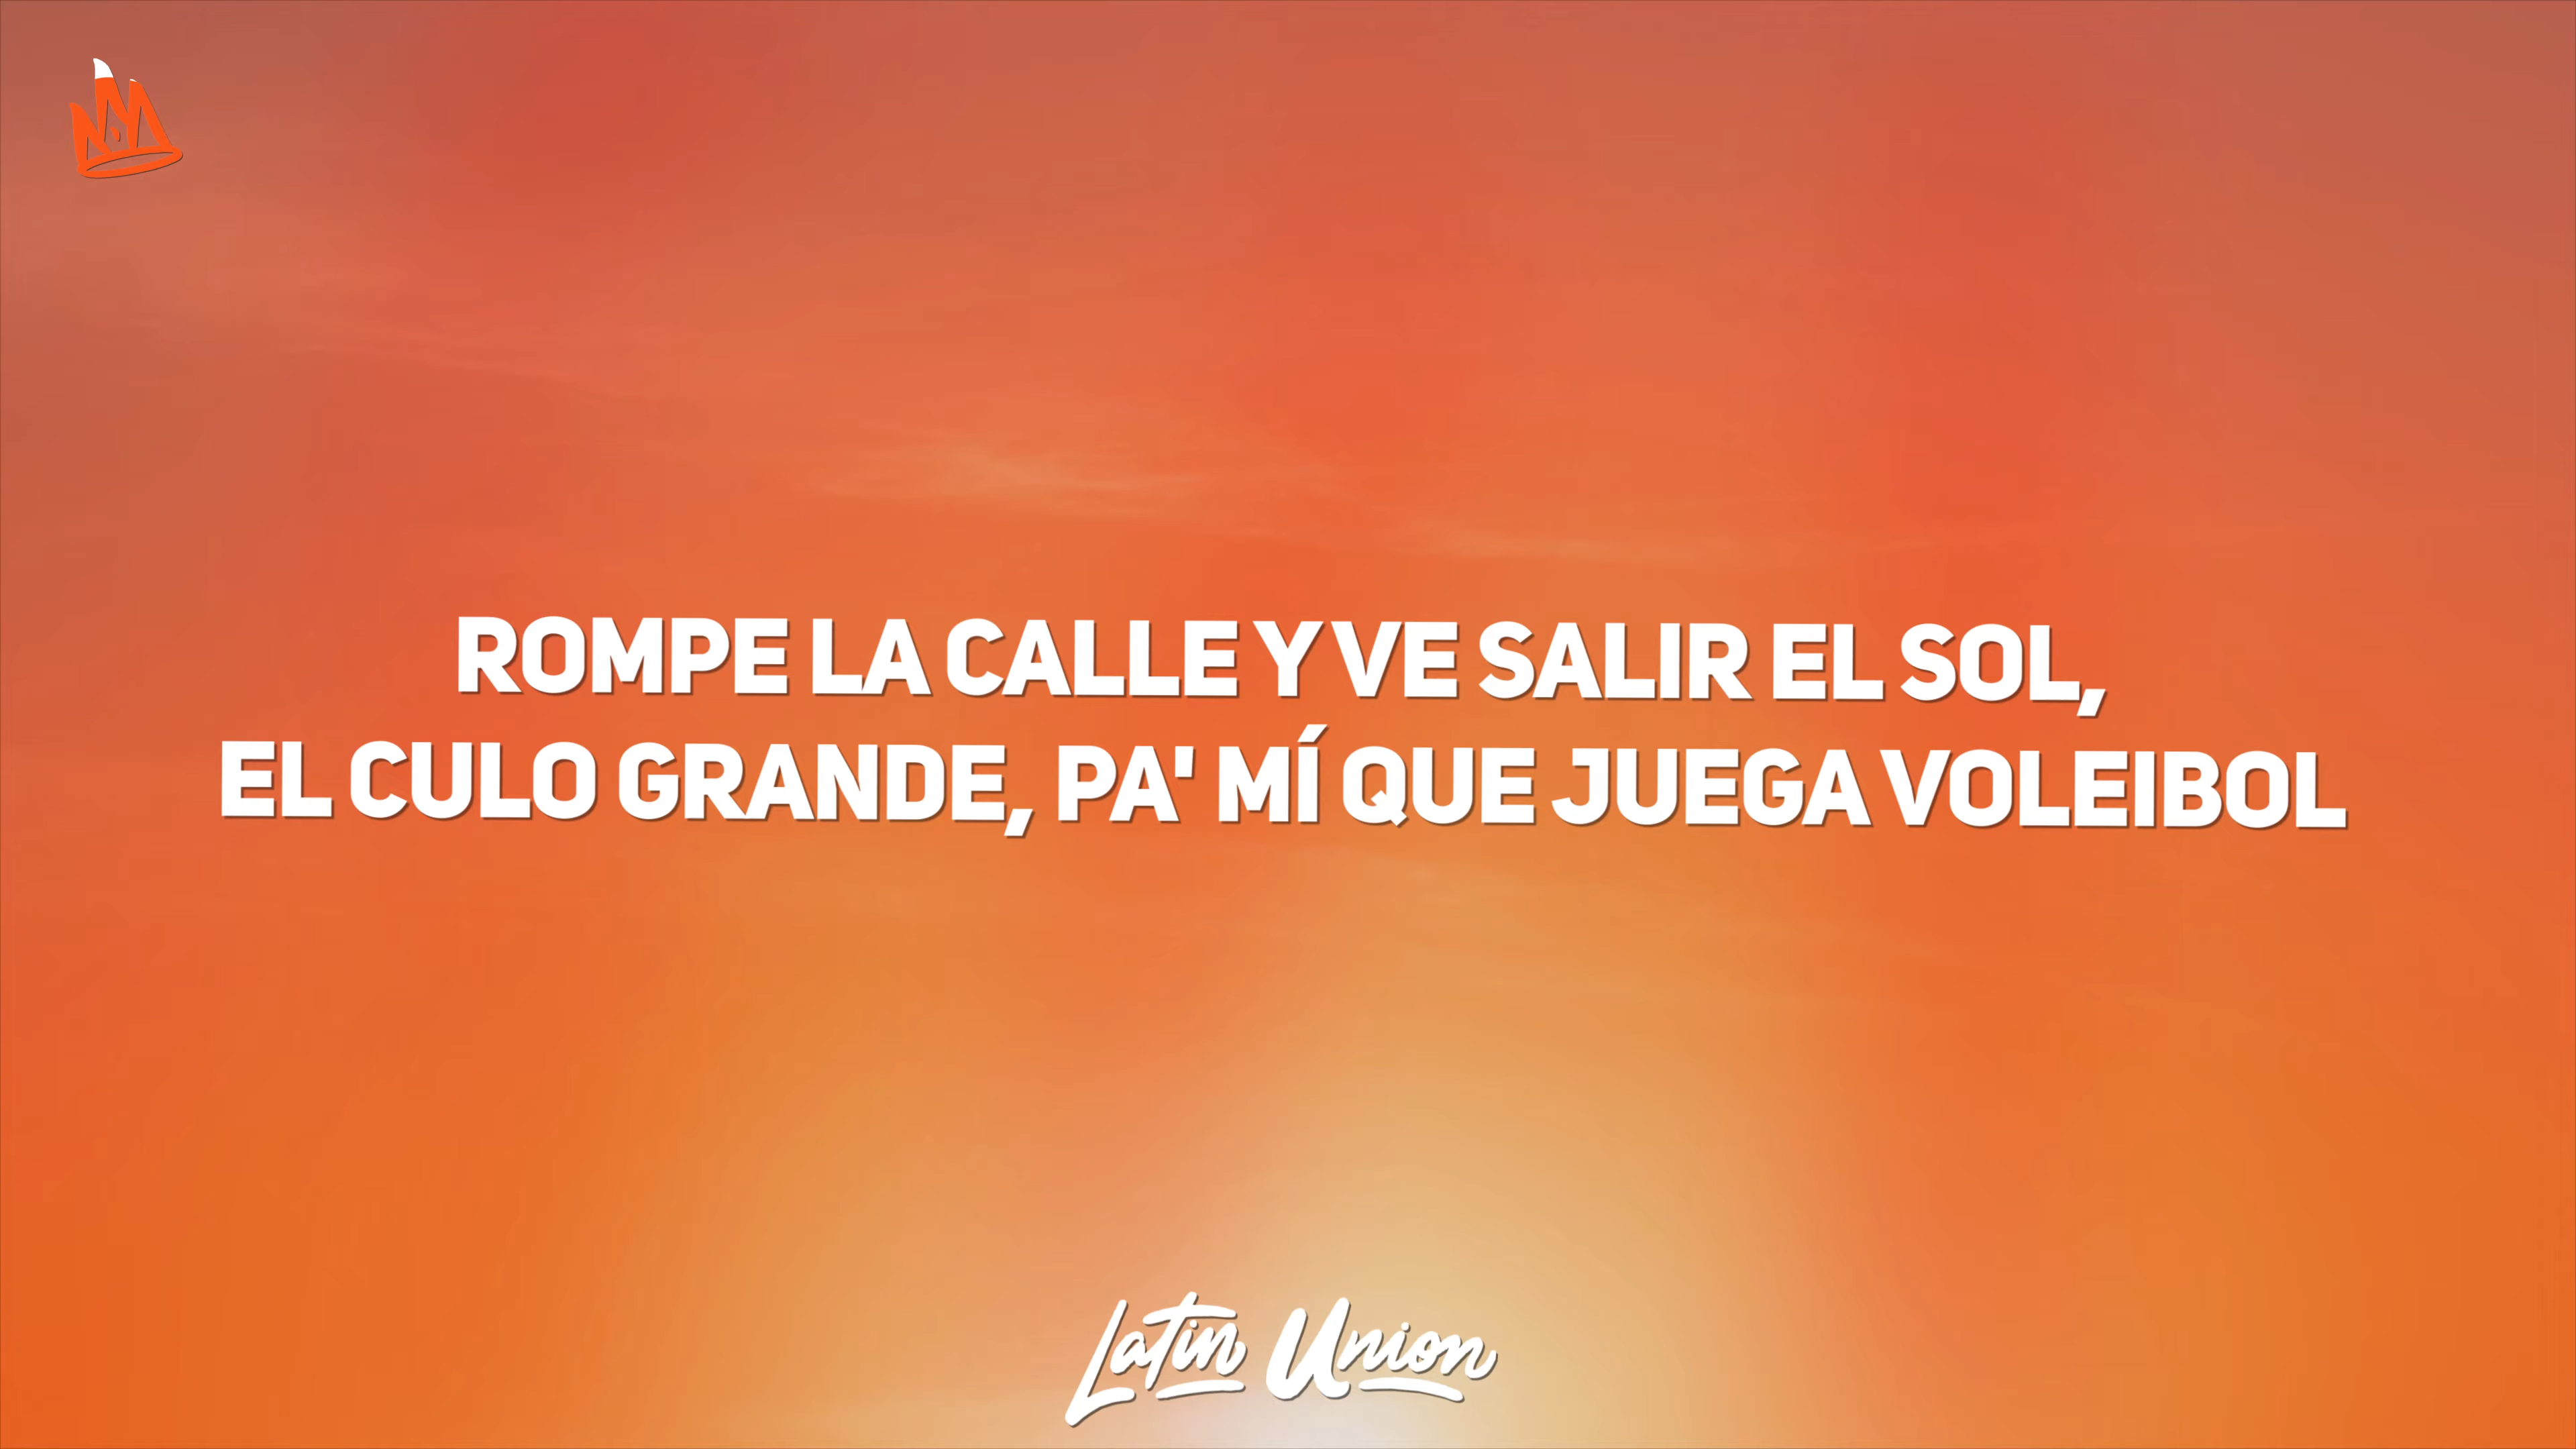 ROMPE LA CALLE Y VE SALIR EL SOL,
EL CULO GRANDE, PA' MÍ QUE JUEGA VOLEIBOL
Latin Union